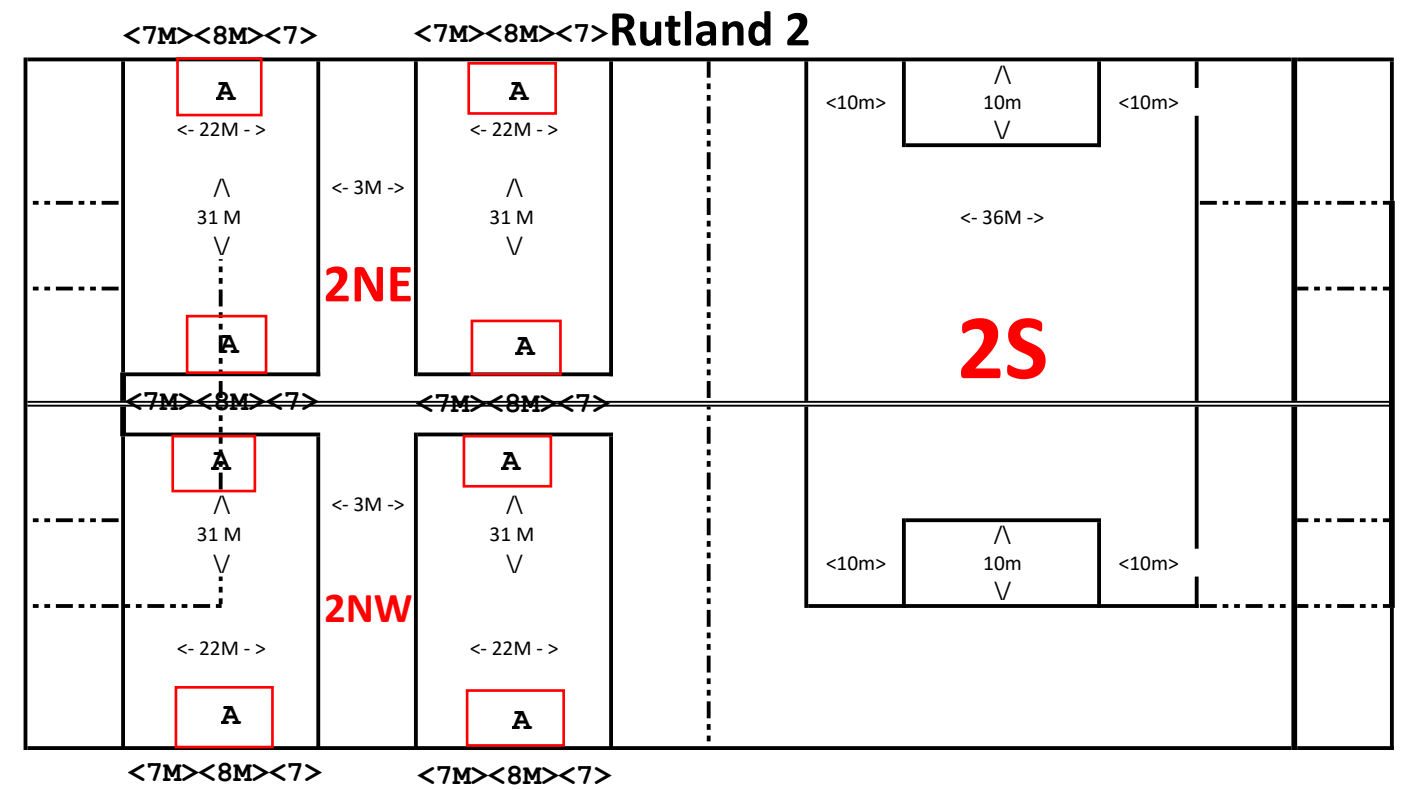 <7M><8M><7> <7M><8M><7> Rutland 2
A A /\
<10m> 10m <10m>
<- 22M - > <- 22M - > \/
/\ <- 3M -> /\
31 M 31 M <- 36M ->
\/ \/
2NE
2S
A A
<7M><8M><7> <7M><8M><7>
A A
/\ <- 3M -> /\
31 M 31 M /\
\/ \/ <10m> 10m <10m>
\/
2NW
<- 22M - > <- 22M - >
A A
<7M><8M><7> <7M><8M><7>